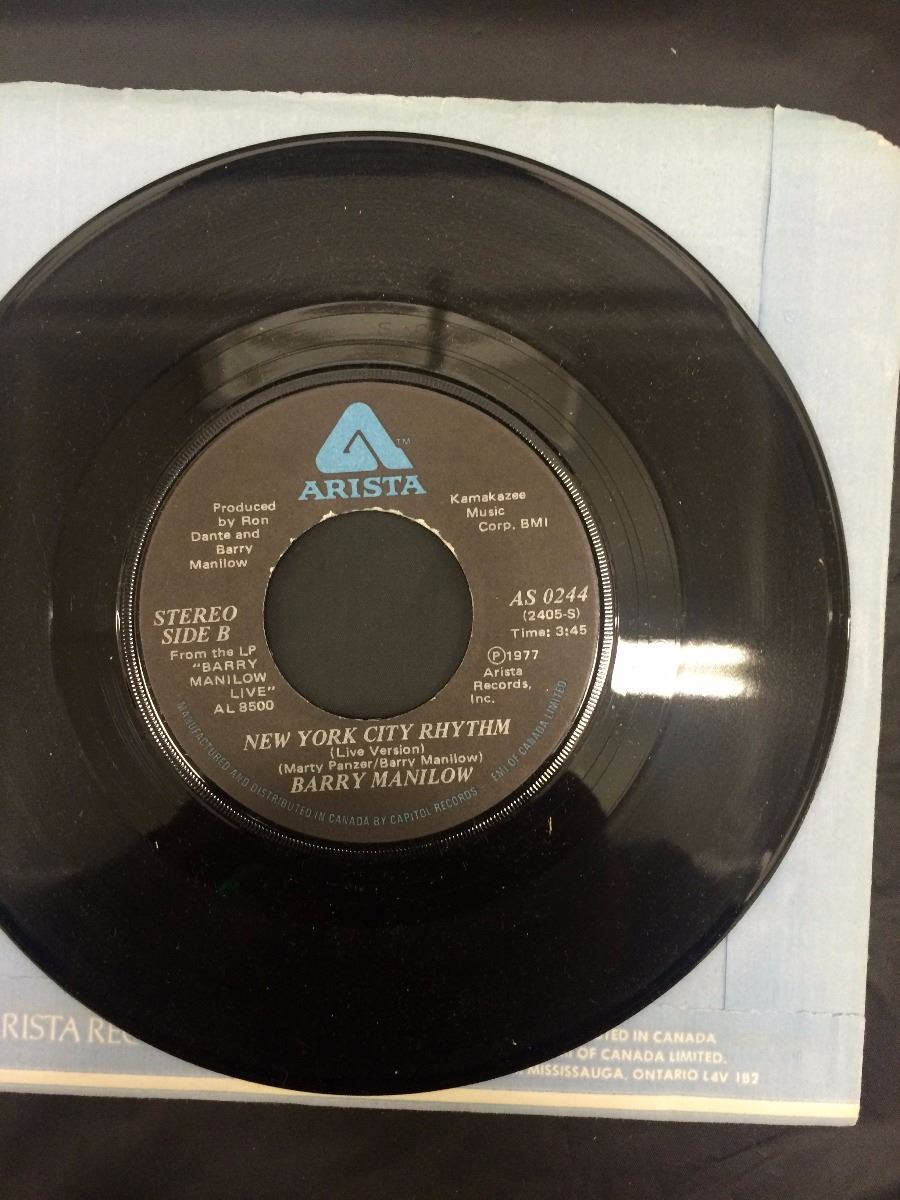 ARISTA
TM
Produced
by Ron
Dante and
Barry
Manilow
Kamakazee
Music
Corp. BMI
STEREO
SIDE B
From the LP
"BARRY
MANILOW
LIVE"
AL 8500
AS 0244
(2405-S)
Time: 3:45
Ⓟ1977
Arista
Records,
Inc.
NEW YORK CITY RHYTHM
(Live Version)
(Marty Panzer/Barry Manilow)
BARRY MANILOW
MANUFACTURED AND DISTRIBUTED IN CANADA BY CAPITOL RECORDS - EMI OF CANADA LIMITED
RISTA REC
TED IN CANADA
MI OF CANADA LIMITED.
MISSISSAUGA, ONTARIO L4V 1B2